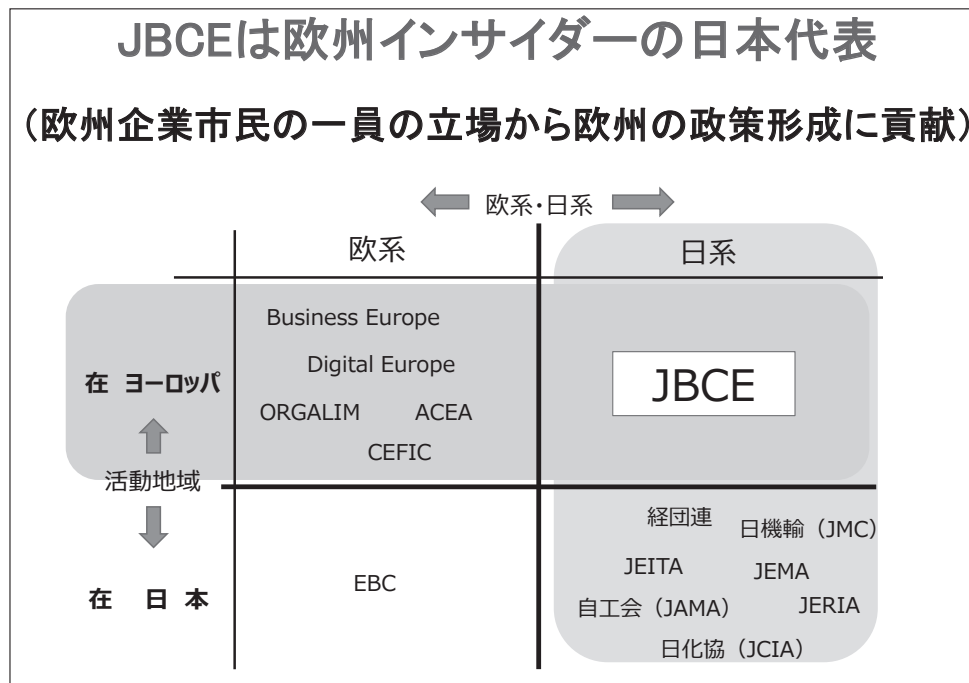 JBCEは欧州インサイダーの日本代表
(欧州企業市民の一員の立場から欧州の政策形成に貢献)
欧系・日系
欧系
日系
在 ヨーロッパ
Business Europe
Digital Europe
ORGALIM ACEA
CEFIC
JBCE
活動地域
在 日 本
EBC
経団連
日機輸（JMC）
JEITA JEMA
自工会（JAMA） JERIA
日化協（JCIA）